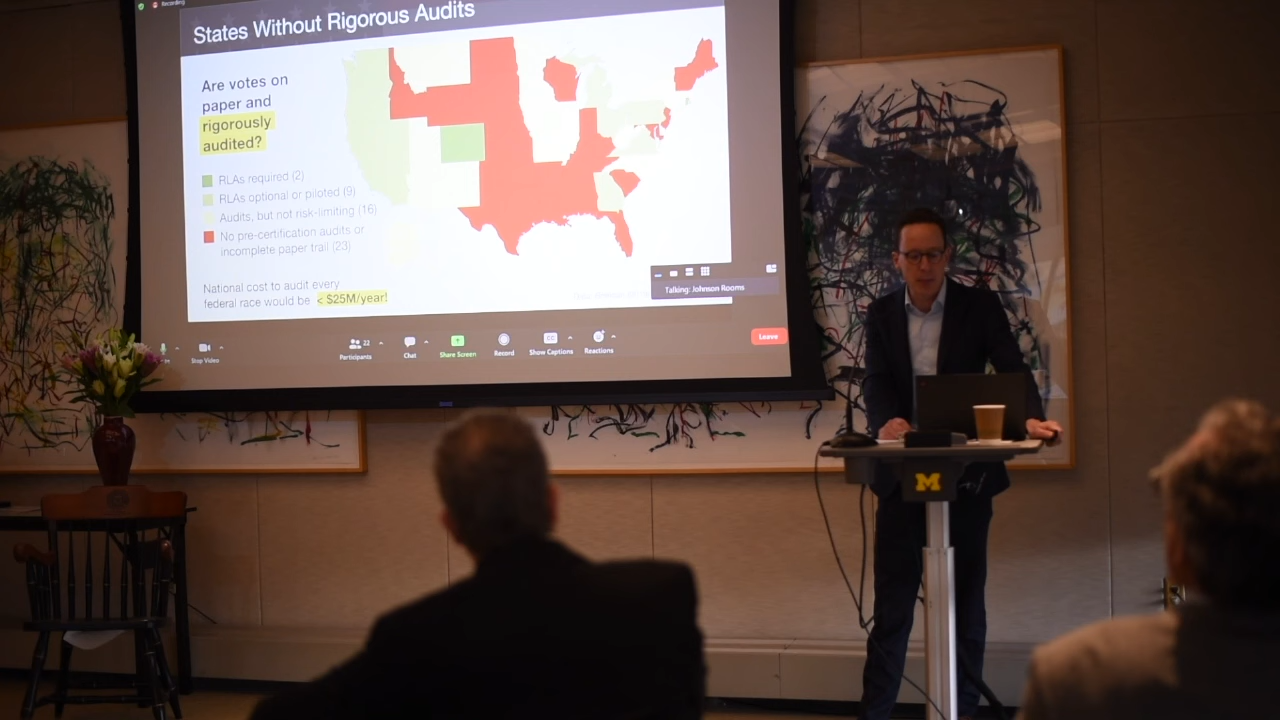 Recording
States Without Rigorous Audits
Are votes on
paper and
rigorously
audited?
RLAs required (2)
RLAs optional or piloted (9)
Audits, but not risk-limiting (16)
No pre-certification audits or
incomplete paper trail (23)
National cost to audit every
federal race would be < $25M/year!
Talking: Johnson Rooms
Stop Video
22
Participants
Chat
Share Screen
Record
CC
Show Captions
Reactions
Leave
M